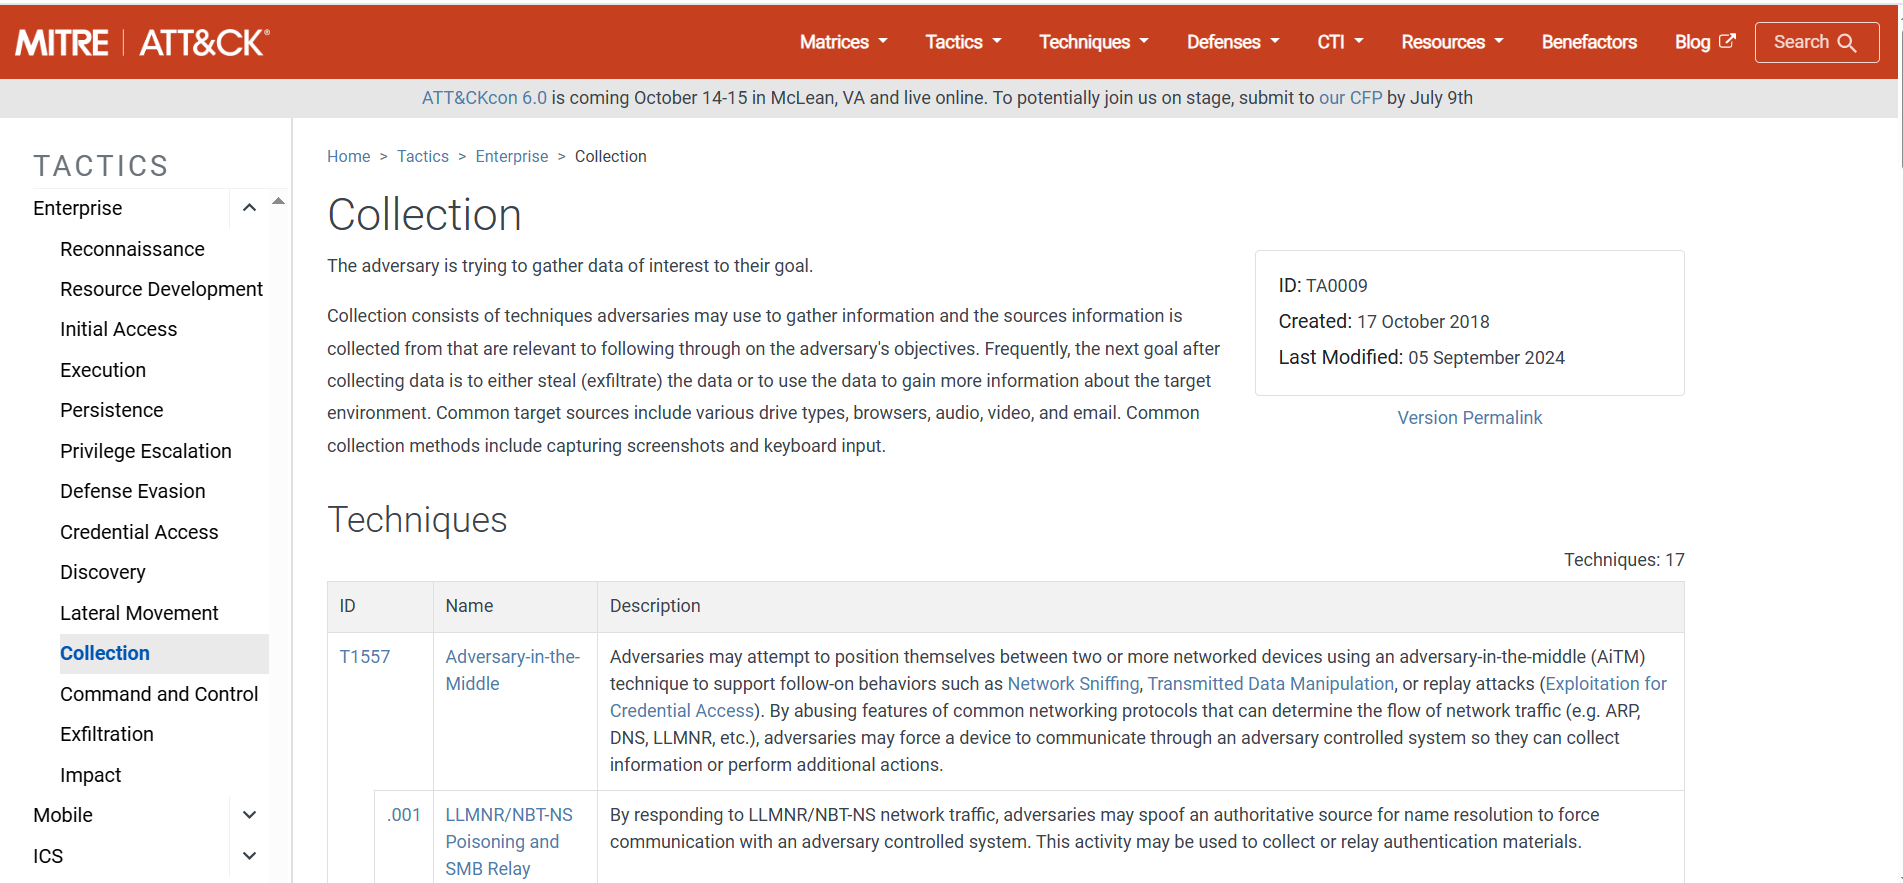 MITRE | ATT&CK®
Matrices
Tactics
Techniques
Defenses
CTI
Resources
Benefactors
Blog
Search
ATT&CKcon 6.0 is coming October 14-15 in McLean, VA and live online. To potentially join us on stage, submit to our CFP by July 9th
TACTICS
Enterprise
Reconnaissance
Resource Development
Initial Access
Execution
Persistence
Privilege Escalation
Defense Evasion
Credential Access
Discovery
Lateral Movement
Collection
Command and Control
Exfiltration
Impact
Mobile
ICS
Home > Tactics > Enterprise > Collection
Collection
The adversary is trying to gather data of interest to their goal.
Collection consists of techniques adversaries may use to gather information and the sources information is
collected from that are relevant to following through on the adversary's objectives. Frequently, the next goal after
collecting data is to either steal (exfiltrate) the data or to use the data to gain more information about the target
environment. Common target sources include various drive types, browsers, audio, video, and email. Common
collection methods include capturing screenshots and keyboard input.
ID: TA0009
Created: 17 October 2018
Last Modified: 05 September 2024
Version Permalink
Techniques
Techniques: 17
ID
Name
Description
T1557
Adversary-in-the-
Middle
Adversaries may attempt to position themselves between two or more networked devices using an adversary-in-the-middle (AiTM)
technique to support follow-on behaviors such as Network Sniffing, Transmitted Data Manipulation, or replay attacks (Exploitation for
Credential Access). By abusing features of common networking protocols that can determine the flow of network traffic (e.g. ARP,
DNS, LLMNR, etc.), adversaries may force a device to communicate through an adversary controlled system so they can collect
information or perform additional actions.
.001
LLMNR/NBT-NS
Poisoning and
SMB Relay
By responding to LLMNR/NBT-NS network traffic, adversaries may spoof an authoritative source for name resolution to force
communication with an adversary controlled system. This activity may be used to collect or relay authentication materials.